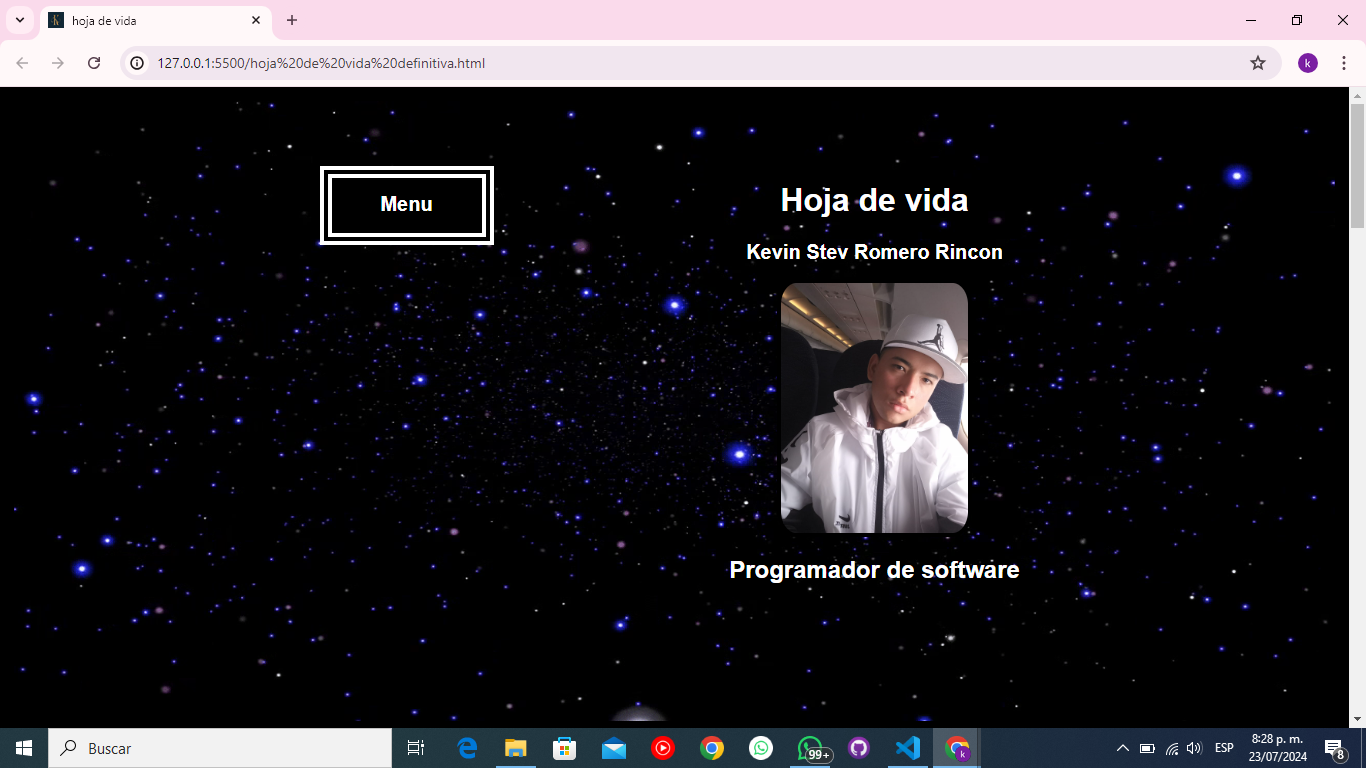 hoja de vida
127.0.0.1:5500/hoja%20de%20vida%20definitiva.html
k
Menu
Hoja de vida
Kevin Stev Romero Rincon
Programador de software
Buscar
99+
k
ESP
8:28 p. m.
23/07/2024
8